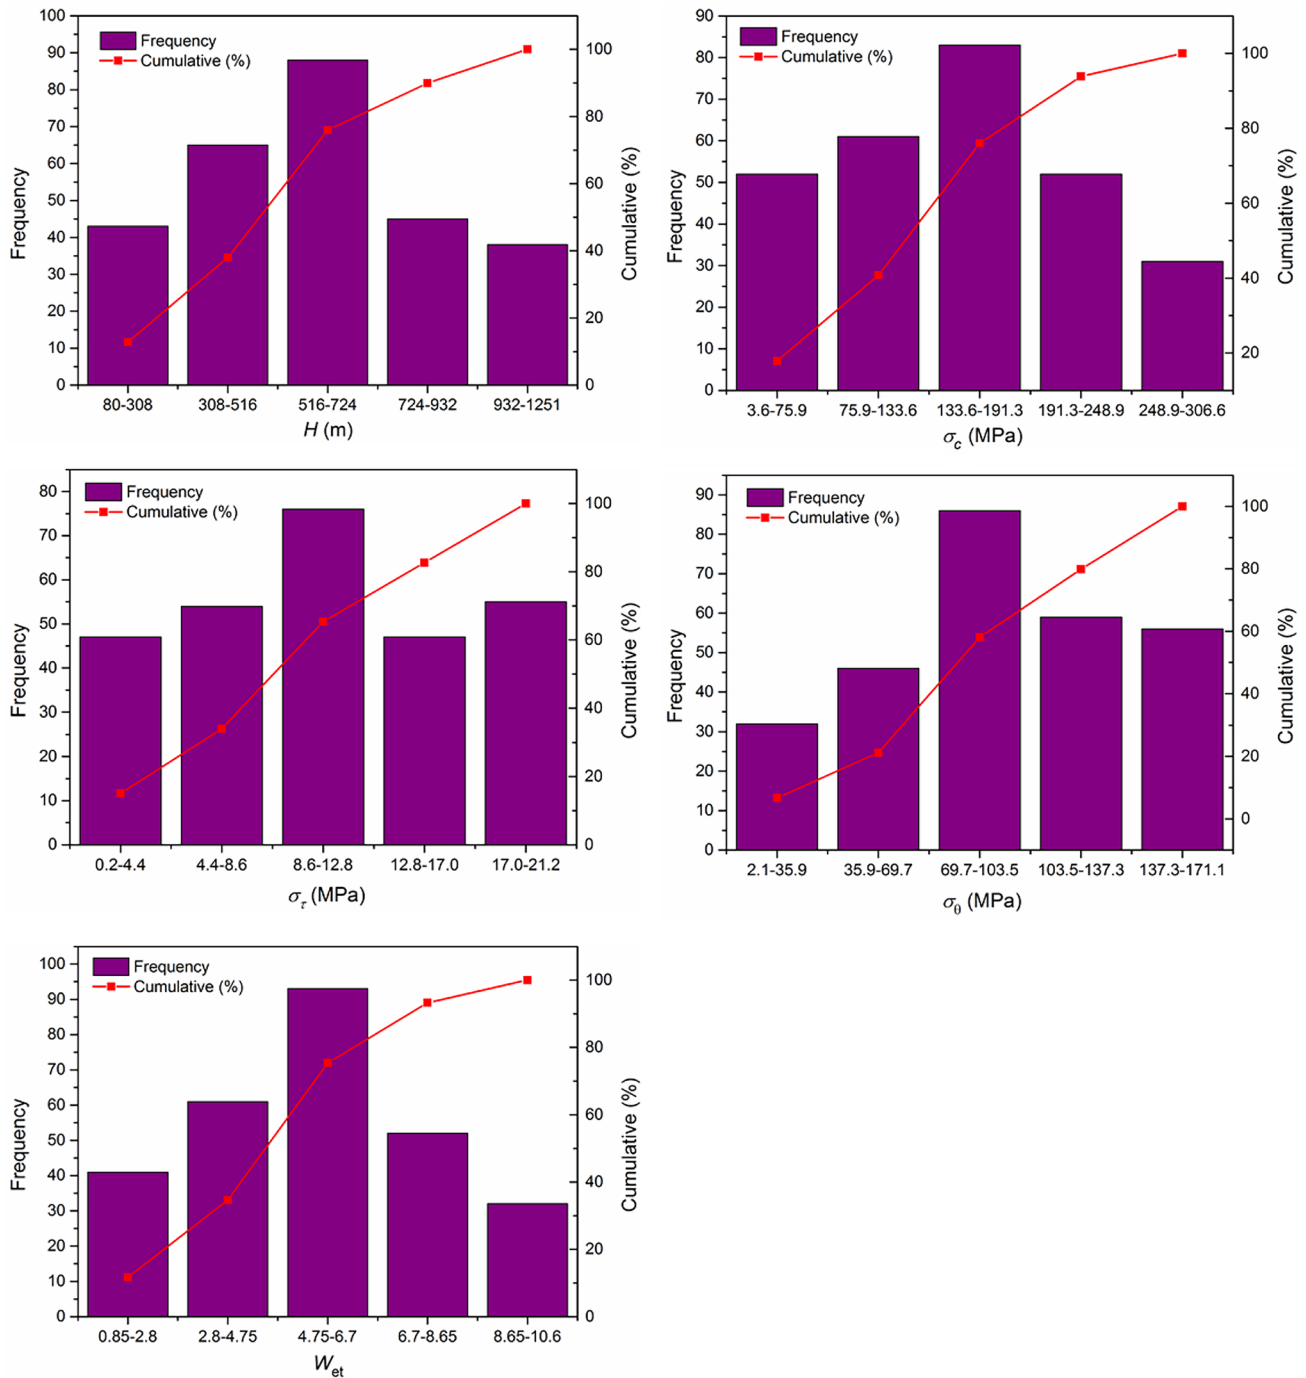 Frequency
Cumulative (%)
100
90
80
70
60
50
40
30
20
10
0
100
80
60
40
20
0
Frequency
Cumulative (%)
80-308 308-516 516-724 724-932 932-1251
H (m)
Frequency
Cumulative (%)
90
80
70
60
50
40
30
20
10
0
100
80
60
40
20
Frequency
Cumulative (%)
3.6-75.9 75.9-133.6 133.6-191.3 191.3-248.9 248.9-306.6
σc (MPa)
Frequency
Cumulative (%)
80
70
60
50
40
30
20
10
0
100
80
60
40
20
0
Frequency
Cumulative (%)
0.2-4.4 4.4-8.6 8.6-12.8 12.8-17.0 17.0-21.2
στ (MPa)
Frequency
Cumulative (%)
90
80
70
60
50
40
30
20
10
0
100
80
60
40
20
0
Frequency
Cumulative (%)
2.1-35.9 35.9-69.7 69.7-103.5 103.5-137.3 137.3-171.1
σθ (MPa)
Frequency
Cumulative (%)
100
90
80
70
60
50
40
30
20
10
0
100
80
60
40
20
0
Frequency
Cumulative (%)
0.85-2.8 2.8-4.75 4.75-6.7 6.7-8.65 8.65-10.6
Wet